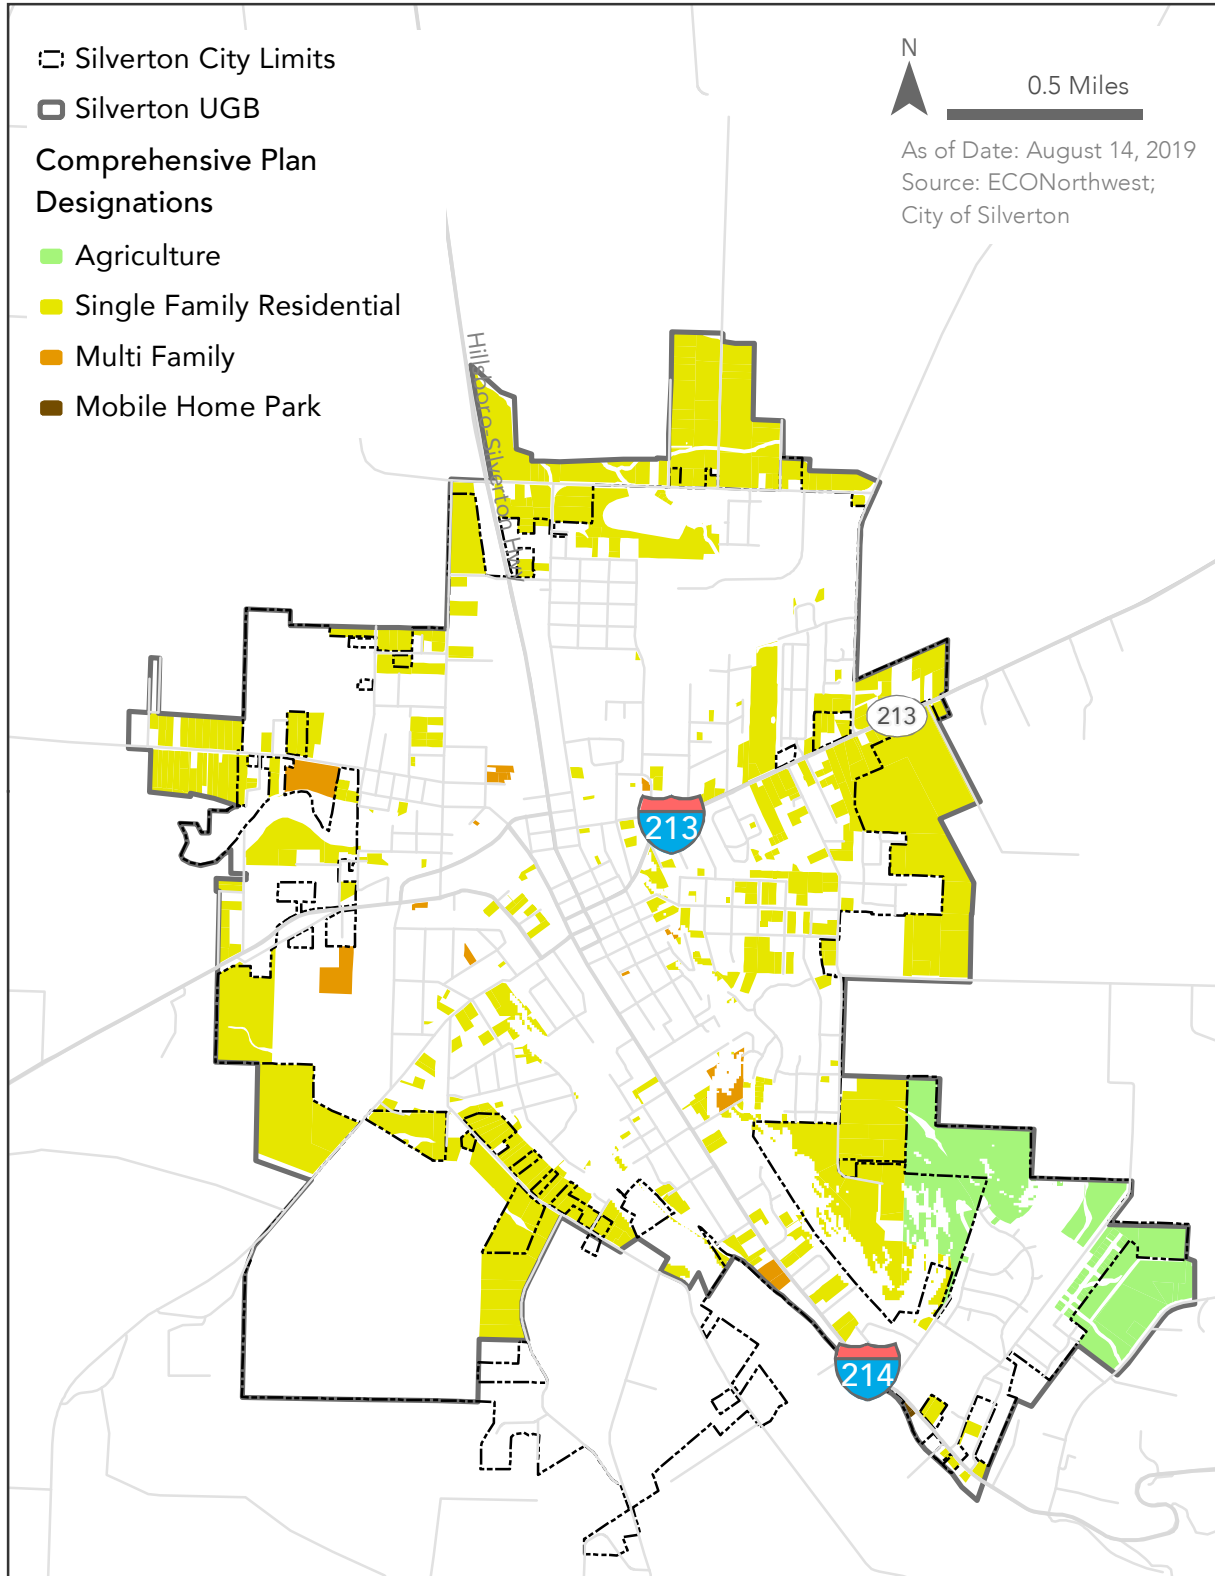 Silverton City Limits
Silverton UGB
Comprehensive Plan
Designations
Agriculture
Single Family Residential
Multi Family
Mobile Home Park
N
0.5 Miles
As of Date: August 14, 2019
Source: ECONorthwest;
City of Silverton
Hillsboro-Silverton Hwy
213
213
214